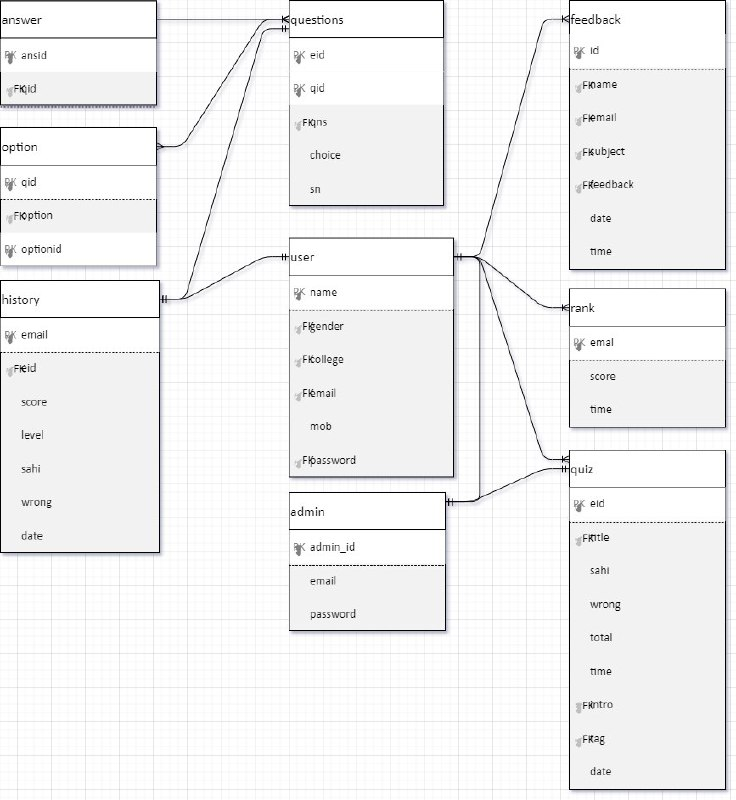 answer
PK ansid
FK qid
option
PK qid
FK option
optionid
history
PK email
FK eid
score
level
sahi
wrong
date
questions
PK eid
PK qid
FK qns
choice
sn
user
PK name
FK gender
FK college
FK email
mob
FK password
admin
PK admin_id
email
password
feedback
PK id
FK name
FK email
FK subject
FK feedback
date
time
rank
PK emal
score
time
quiz
PK eid
FK title
sahi
wrong
total
time
FK intro
FK tag
date